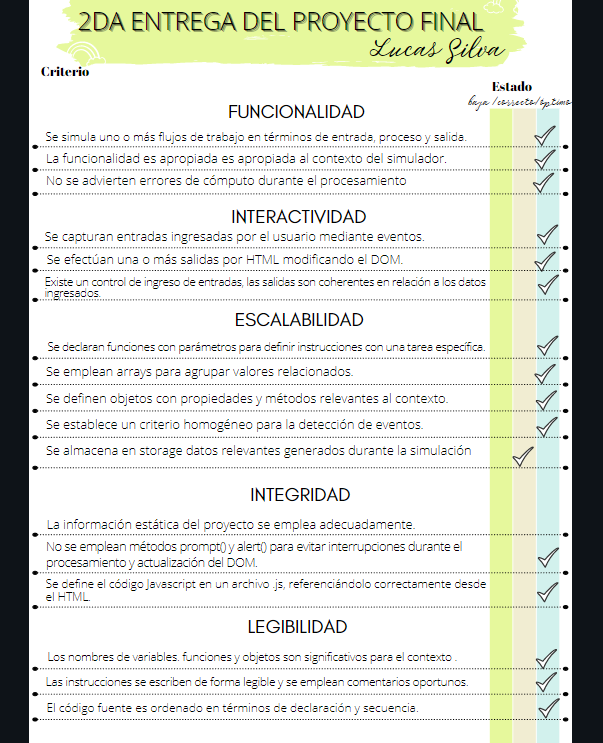 2DA ENTREGA DEL PROYECTO FINAL
Lucas Silva
Criterio
Estado
baja /correcto/optimo
FUNCIONALIDAD
Se simula uno o más flujos de trabajo en términos de entrada, proceso y salida.
La funcionalidad es apropiada es apropiada al contexto del simulador.
No se advierten errores de cómputo durante el procesamiento
INTERACTIVIDAD
Se capturan entradas ingresadas por el usuario mediante eventos.
Se efectúan una o más salidas por HTML modificando el DOM.
Existe un control de ingreso de entradas, las salidas son coherentes en relación a los datos
ingresados.
ESCALABILIDAD
Se declaran funciones con parámetros para definir instrucciones con una tarea específica.
Se emplean arrays para agrupar valores relacionados.
Se definen objetos con propiedades y métodos relevantes al contexto.
Se establece un criterio homogéneo para la detección de eventos.
Se almacena en storage datos relevantes generados durante la simulación
INTEGRIDAD
La información estática del proyecto se emplea adecuadamente.
No se emplean métodos prompt() y alert() para evitar interrupciones durante el
procesamiento y actualización del DOM.
Se define el código Javascript en un archivo .js, referenciándolo correctamente desde
el HTML.
LEGIBILIDAD
Los nombres de variables. funciones y objetos son significativos para el contexto .
Las instrucciones se escriben de forma legible y se emplean comentarios oportunos.
El código fuente es ordenado en términos de declaración y secuencia.